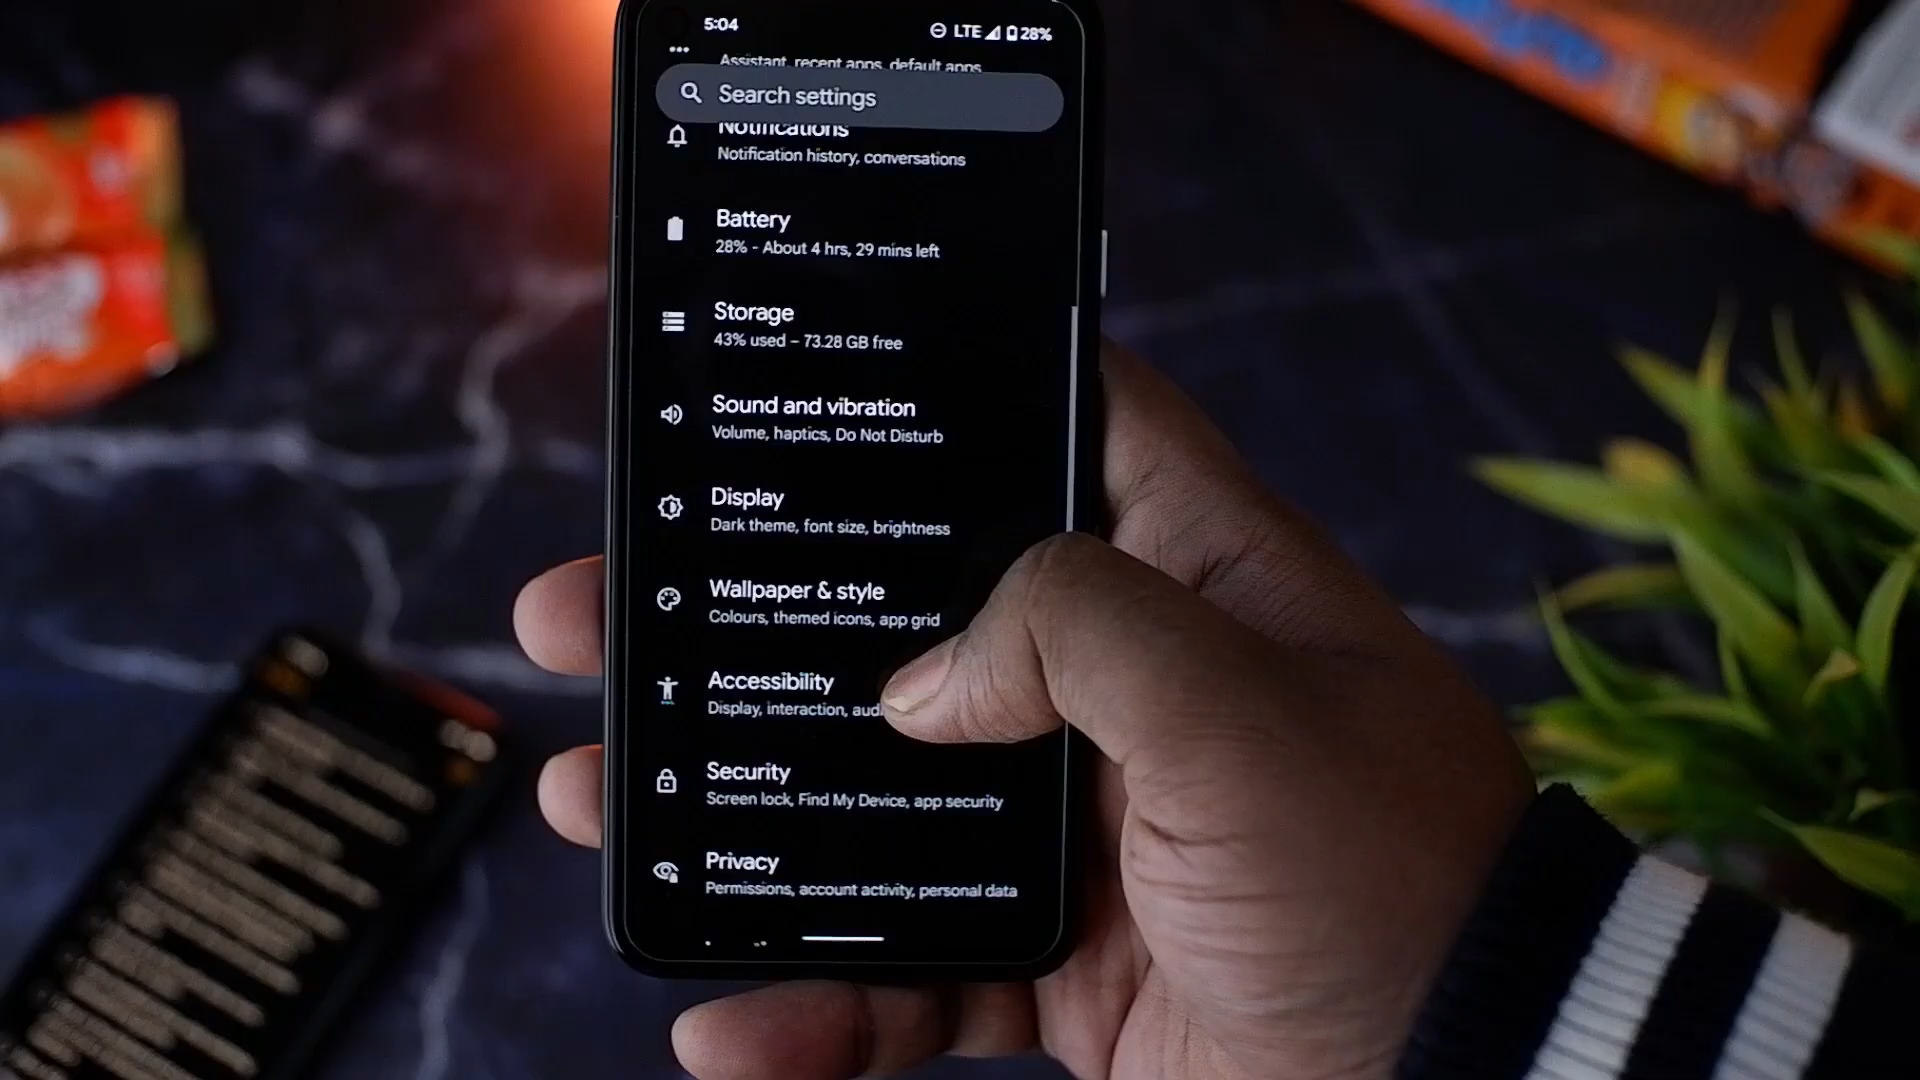 5:04
LTE 28%
Assistant, recent apps, default apps
Search settings
Notifications
Notification history, conversations
Battery
28% - About 4 hrs, 29 mins left
Storage
43% used – 73.28 GB free
Sound and vibration
Volume, haptics, Do Not Disturb
Display
Dark theme, font size, brightness
Wallpaper & style
Colours, themed icons, app grid
Accessibility
Display, interaction,
Security
Screen lock, Find My Device, app security
Privacy
Permissions, account activity, personal data